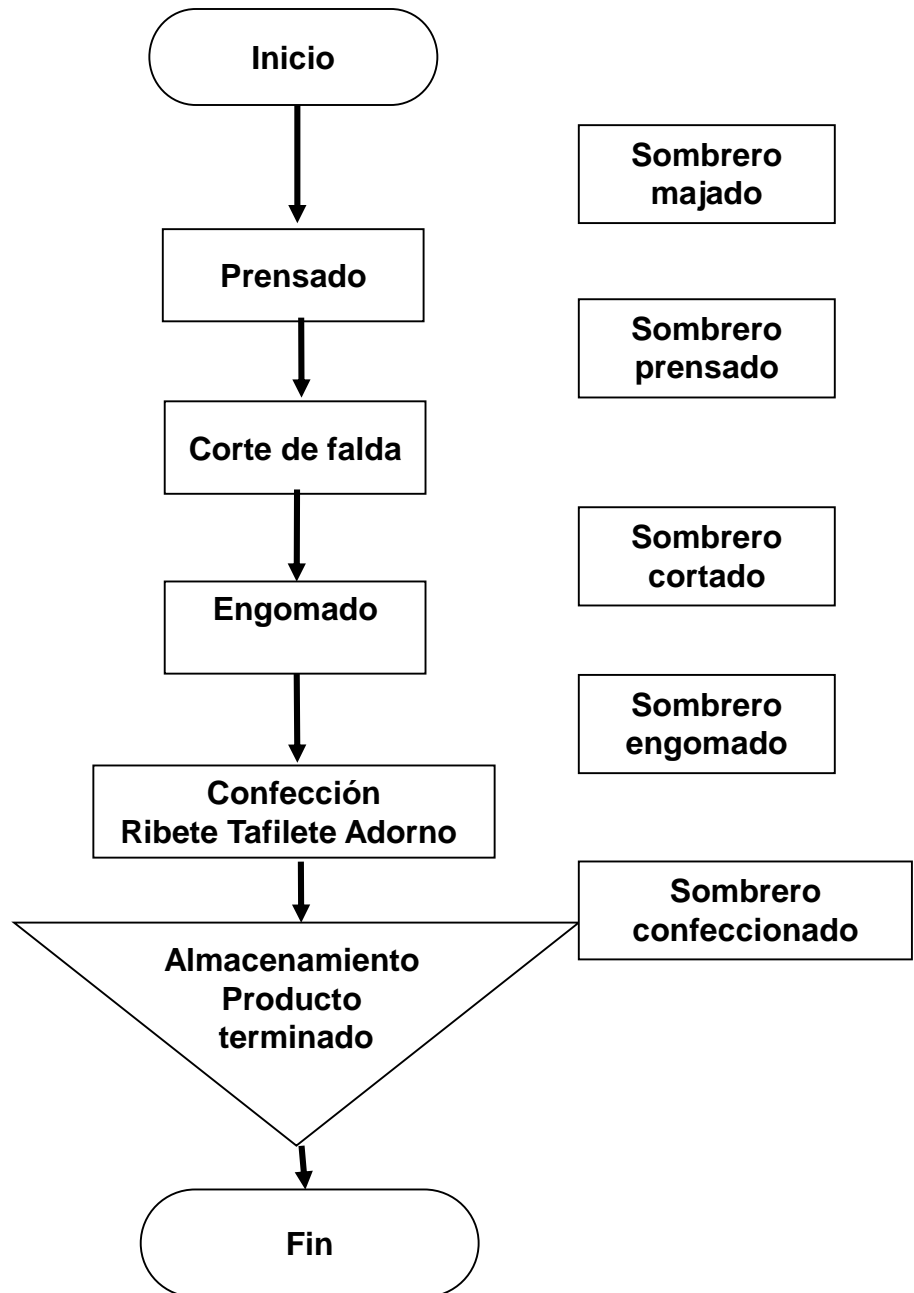 Inicio
Sombrero
majado
Prensado
Sombrero
prensado
Corte de falda
Sombrero
cortado
Engomado
Sombrero
engomado
Confección
Ribete Tafilete Adorno
Sombrero
confeccionado
Almacenamiento
Producto
terminado
Fin